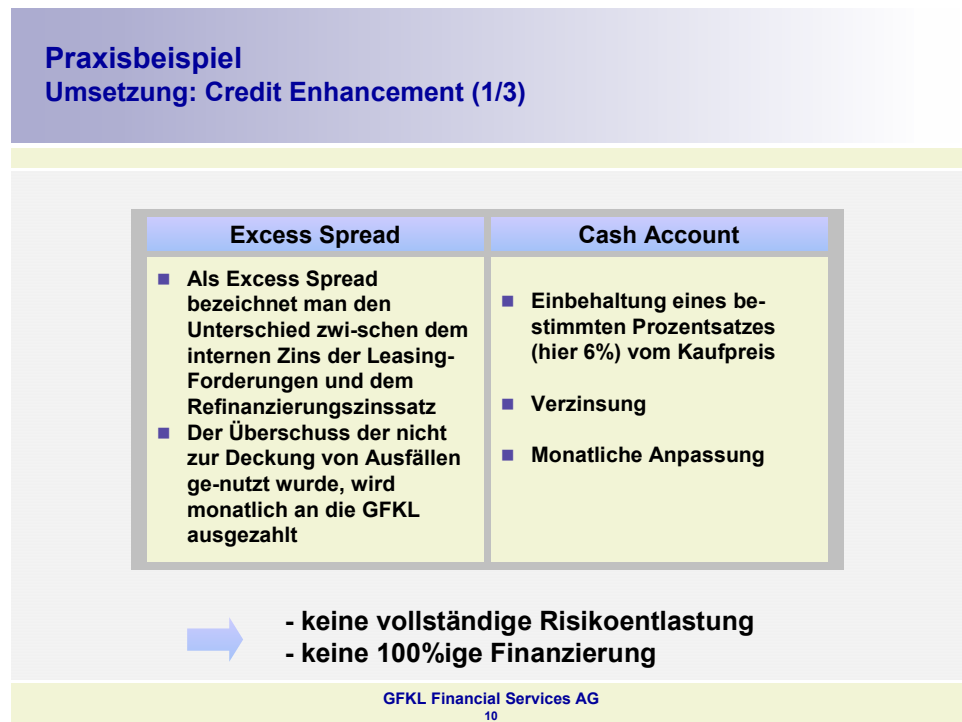 Praxisbeispiel
Umsetzung: Credit Enhancement (1/3)
Excess Spread
Als Excess Spread
bezeichnet man den
Unterschied zwi-schen dem
internen Zins der Leasing-
Forderungen und dem
Refinanzierungszinssatz
Der Überschuss der nicht
zur Deckung von Ausfällen
ge-nutzt wurde, wird
monatlich an die GFKL
ausgezahlt
Cash Account
Einbehaltung eines be-
stimmten Prozentsatzes
(hier 6%) vom Kaufpreis
Verzinsung
Monatliche Anpassung
- keine vollständige Risikoentlastung
- keine 100%ige Finanzierung
GFKL Financial Services AG
10